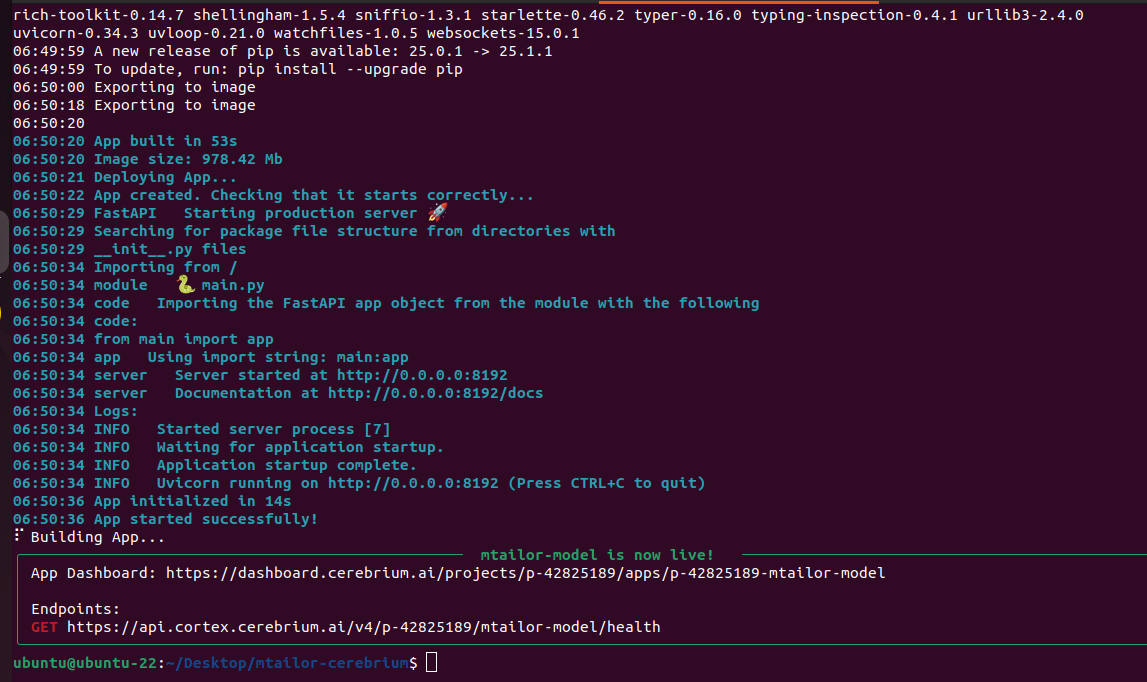 rich-toolkit-0.14.7 shellingham-1.5.4 sniffio-1.3.1 starlette-0.46.2 typer-0.16.0 typing-inspection-0.4.1 urllib3-2.4.0
uvicorn-0.34.3 uvloop-0.21.0 watchfiles-1.0.5 websockets-15.0.1
06:49:59 A new release of pip is available: 25.0.1 -> 25.1.1
06:49:59 To update, run: pip install --upgrade pip
06:50:00 Exporting to image
06:50:18 Exporting to image
06:50:20
06:50:20 App built in 53s
06:50:20 Image size: 978.42 Mb
06:50:21 Deploying App...
06:50:22 App created. Checking that it starts correctly...
06:50:29 FastAPI   Starting production server 🚀
06:50:29 Searching for package file structure from directories with
06:50:29 __init__.py files
06:50:34 Importing from /
06:50:34 module   🐍 main.py
06:50:34 code   Importing the FastAPI app object from the module with the following
06:50:34 code:
06:50:34 from main import app
06:50:34 app   Using import string: main:app
06:50:34 server   Server started at http://0.0.0.0:8192
06:50:34 server   Documentation at http://0.0.0.0:8192/docs
06:50:34 Logs:
06:50:34 INFO   Started server process [7]
06:50:34 INFO   Waiting for application startup.
06:50:34 INFO   Application startup complete.
06:50:34 INFO   Uvicorn running on http://0.0.0.0:8192 (Press CTRL+C to quit)
06:50:36 App initialized in 14s
06:50:36 App started successfully!
⠏ Building App...
mtailor-model is now live!
App Dashboard: https://dashboard.cerebrium.ai/projects/p-42825189/apps/p-42825189-mtailor-model
Endpoints:
GET https://api.cortex.cerebrium.ai/v4/p-42825189/mtailor-model/health
ubuntu@ubuntu-22:~/Desktop/mtailor-cerebrium$